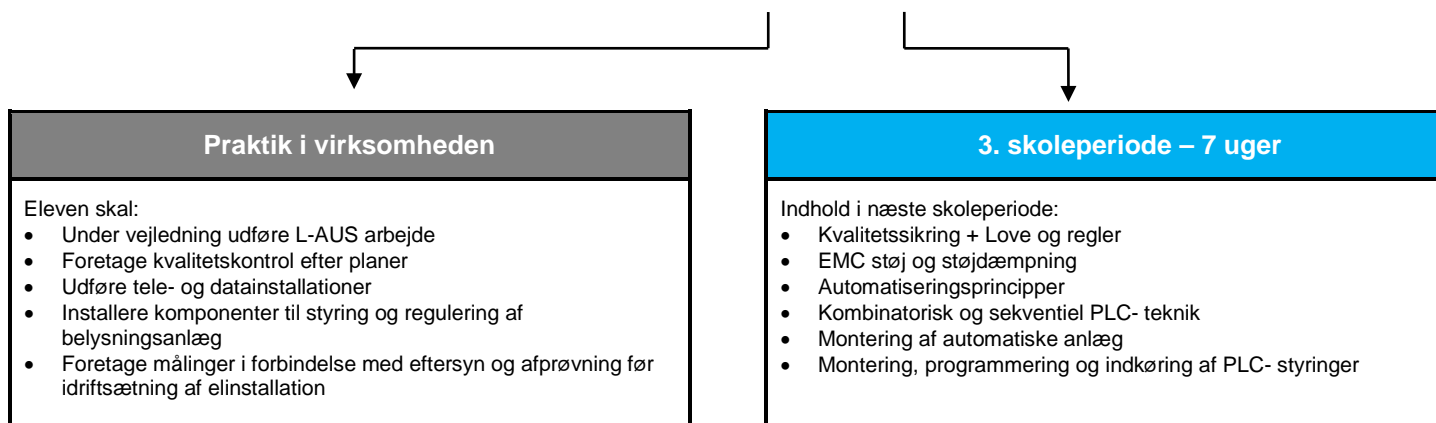 Praktik i virksomheden
Eleven skal:
• Under vejledning udføre L-AUS arbejde
• Foretage kvalitetskontrol efter planer
• Udføre tele- og datainstallationer
• Installere komponenter til styring og regulering af
belysningsanlæg
• Foretage målinger i forbindelse med eftersyn og afprøvning før
idriftsætning af elinstallation
3. skoleperiode – 7 uger
Indhold i næste skoleperiode:
• Kvalitetssikring + Love og regler
• EMC støj og støjdæmpning
• Automatiseringsprincipper
• Kombinatorisk og sekventiel PLC- teknik
• Montering af automatiske anlæg
• Montering, programmering og indkøring af PLC- styringer